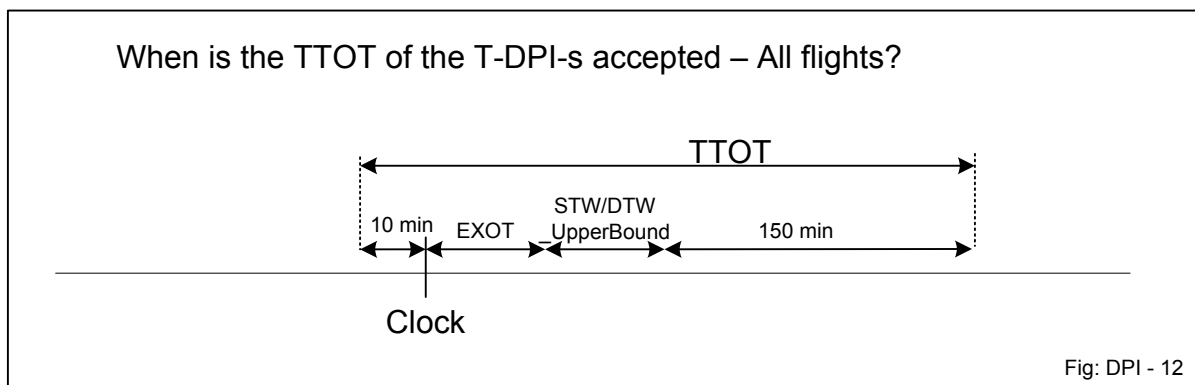 When is the TTOT of the T-DPI-s accepted – All flights?
TTOT
10 min
EXOT
STW/DTW
_UpperBound
150 min
Clock
Fig: DPI - 12